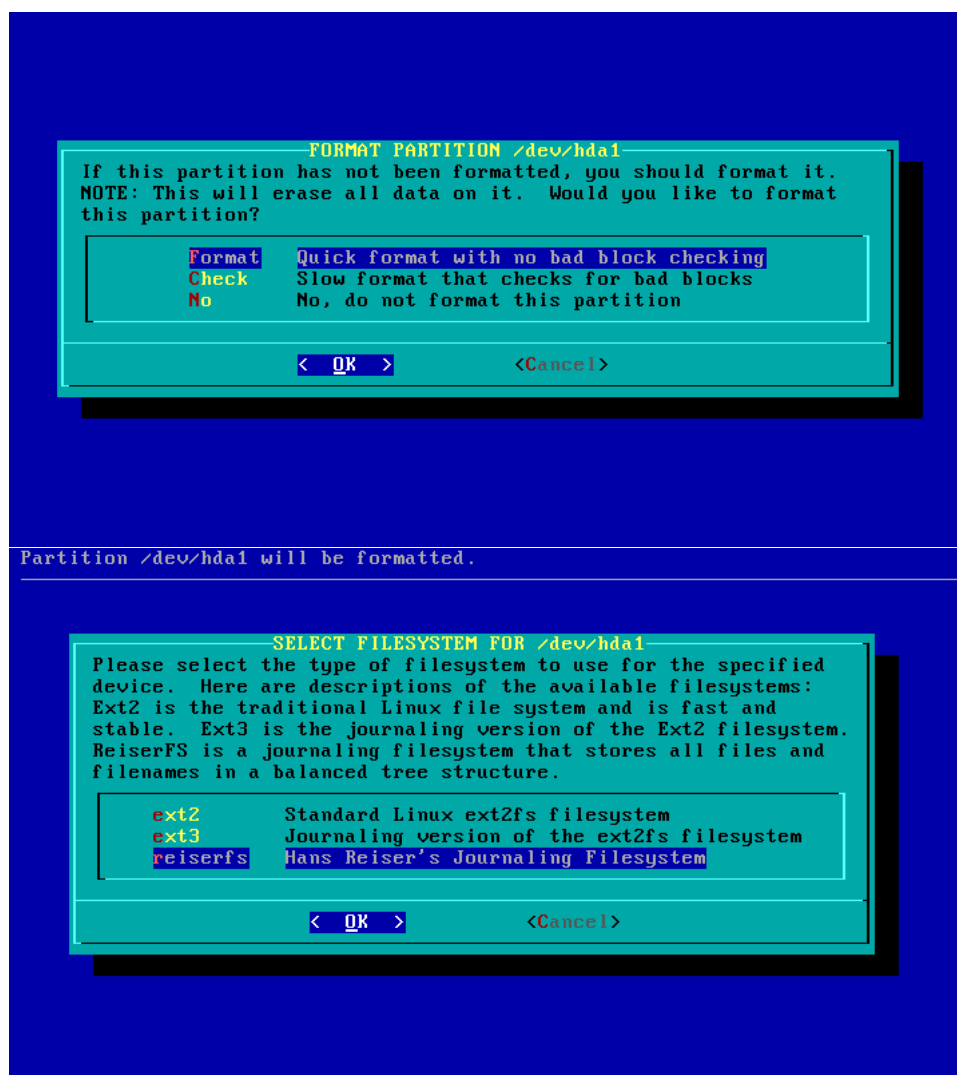 FORMAT PARTITION /dev/hda1
If this partition has not been formatted, you should format it.
NOTE: This will erase all data on it.  Would you like to format
this partition?
Format   Quick format with no bad block checking
Check    Slow format that checks for bad blocks
No       No, do not format this partition
<  OK  >          <Cancel>
Partition /dev/hda1 will be formatted.
SELECT FILESYSTEM FOR /dev/hda1
Please select the type of filesystem to use for the specified
device.  Here are descriptions of the available filesystems:
Ext2 is the traditional Linux file system and is fast and
stable.  Ext3 is the journaling version of the Ext2 filesystem.
ReiserFS is a journaling filesystem that stores all files and
filenames in a balanced tree structure.
ext2       Standard Linux ext2fs filesystem
ext3       Journaling version of the ext2fs filesystem
reiserfs   Hans Reiser's Journaling Filesystem
<  OK  >          <Cancel>